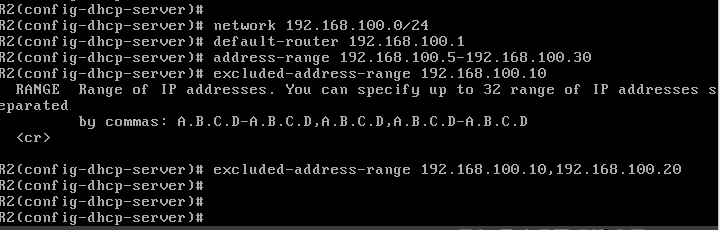 R2(config-dhcp-server)#
R2(config-dhcp-server)# network 192.168.100.0/24
R2(config-dhcp-server)# default-router 192.168.100.1
R2(config-dhcp-server)# address-range 192.168.100.5-192.168.100.30
R2(config-dhcp-server)# excluded-address-range 192.168.100.10
RANGE  Range of IP addresses. You can specify up to 32 range of IP addresses s
eparated
by commas: A.B.C.D-A.B.C.D,A.B.C.D,A.B.C.D-A.B.C.D
<cr>
R2(config-dhcp-server)# excluded-address-range 192.168.100.10,192.168.100.20
R2(config-dhcp-server)#
R2(config-dhcp-server)#
R2(config-dhcp-server)#